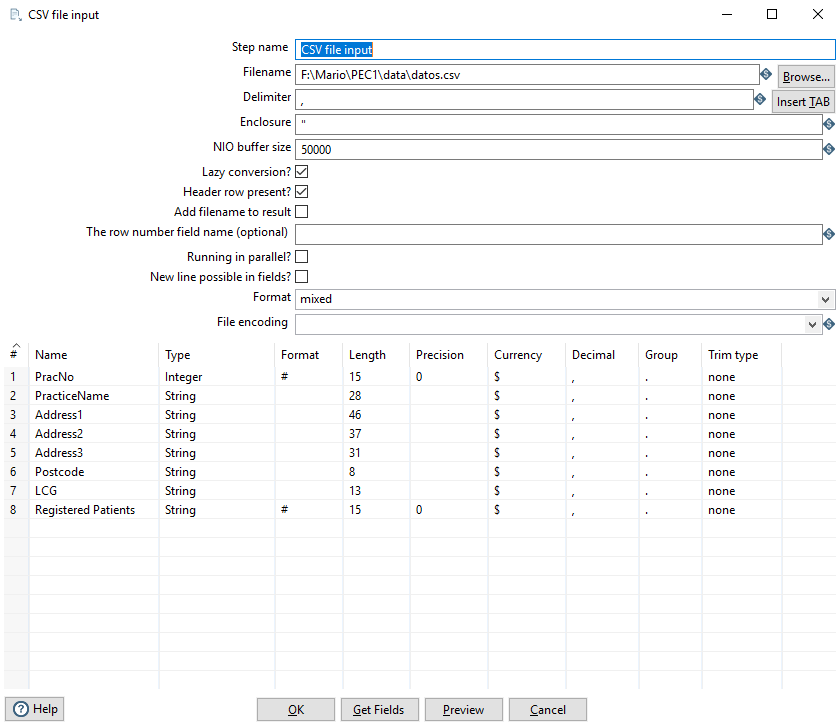 CSV file input
Step name CSV file input
Filename F:\Mario\PEC1\data\datos.csv Browse...
Delimiter , Insert TAB
Enclosure "
NIO buffer size 50000
Lazy conversion?
Header row present?
Add filename to result
The row number field name (optional)
Running in parallel?
New line possible in fields?
Format mixed
File encoding
# Name Type Format Length Precision Currency Decimal Group Trim type
1 PracNo Integer # 15 0 $ , . none
2 PracticeName String 28 $ , . none
3 Address1 String 46 $ , . none
4 Address2 String 37 $ , . none
5 Address3 String 31 $ , . none
6 Postcode String 8 $ , . none
7 LCG String 13 $ , . none
8 Registered Patients String # 15 0 $ , . none
Help OK Get Fields Preview Cancel